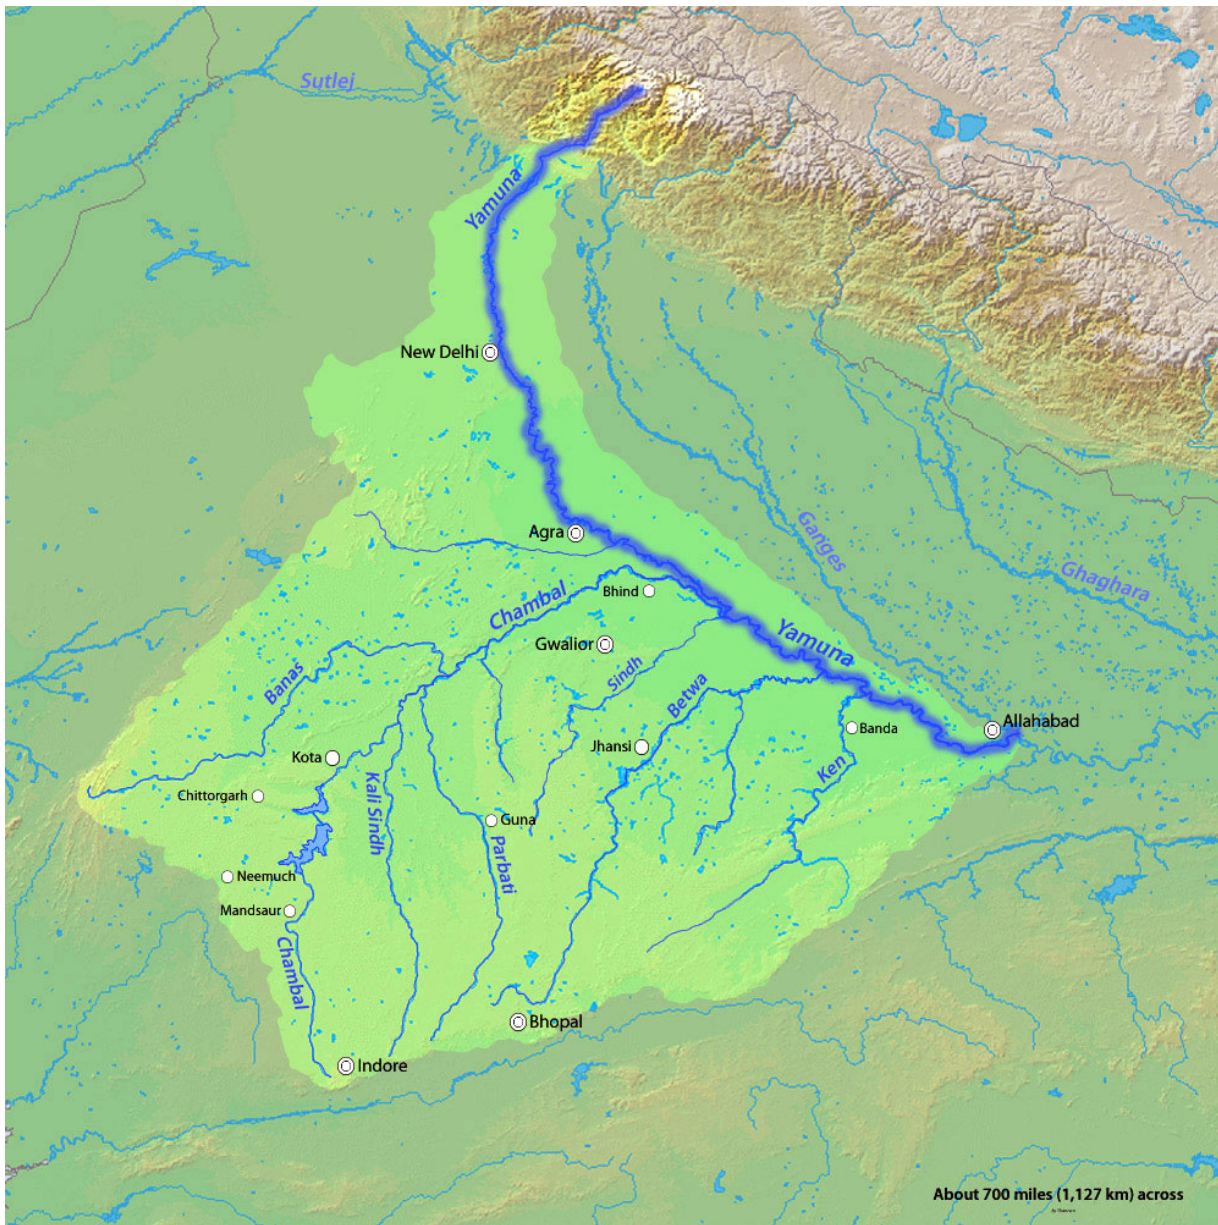 Sutlej
Yamuna
New Delhi
Agra
Ganges
Ghaghara
Chambal
Bhind
Gwalior
Yamuna
Banas
Sindh
Betwa
Allahabad
Banda
Jhansi
Kota
Ken
Chittorgarh
Kali Sindh
Guna
Parbati
Neemuch
Mandsaur
Chambal
Bhopal
Indore
About 700 miles (1,127 km) across